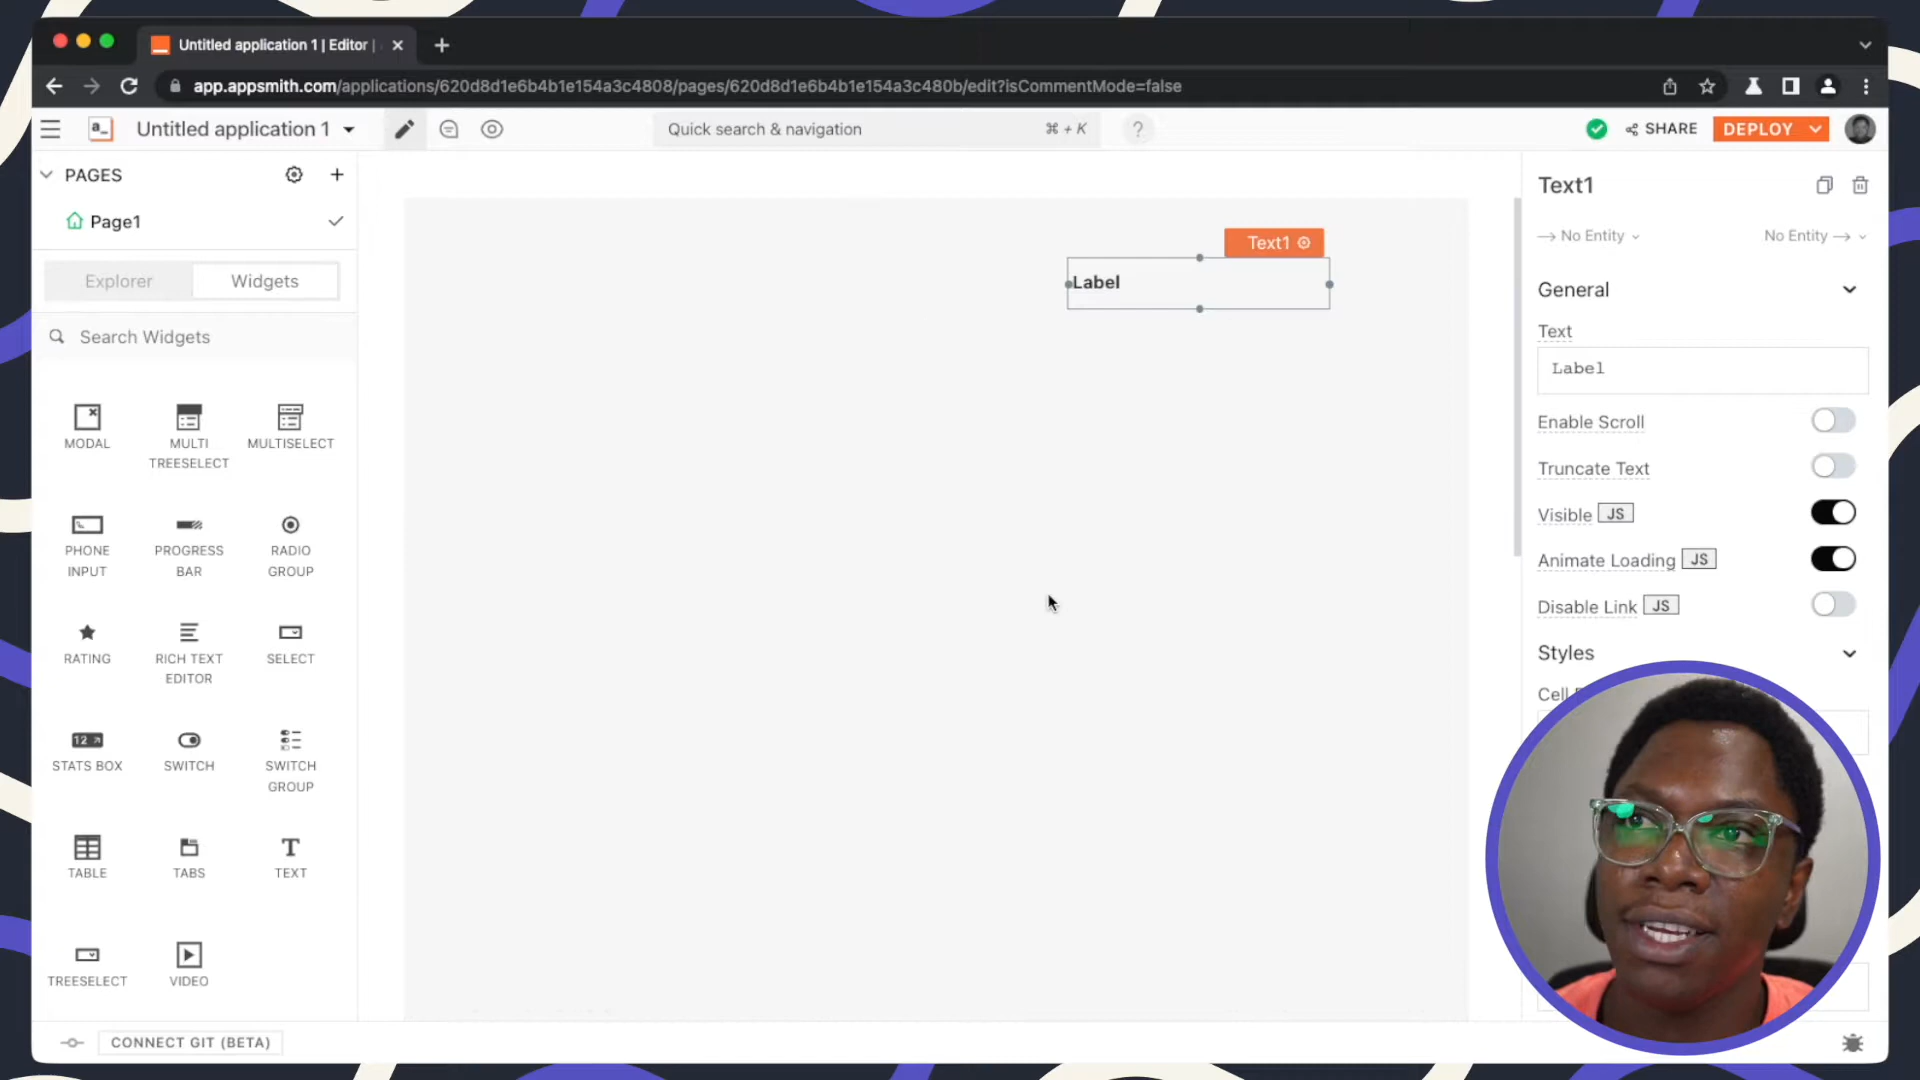 Untitled application 1 | Editor |
app.appsmith.com/applications/620d8d1e6b4b1e154a3c4808/pages/620d8d1e6b4b1e154a3c480b/edit?isCommentMode=false
a_
Untitled application 1
Quick search & navigation
⌘ + K
?
SHARE
DEPLOY
PAGES
Page1
Explorer
Widgets
Search Widgets
MODAL
MULTI
TREESELECT
MULTISELECT
PHONE
INPUT
PROGRESS
BAR
RADIO
GROUP
RATING
RICH TEXT
EDITOR
SELECT
12
STATS BOX
SWITCH
SWITCH
GROUP
TABLE
TABS
TEXT
TREESELECT
VIDEO
CONNECT GIT (BETA)
Text1
Label
Text1
No Entity
No Entity
General
Text
Label
Enable Scroll
Truncate Text
Visible JS
Animate Loading JS
Disable Link JS
Styles
Cell